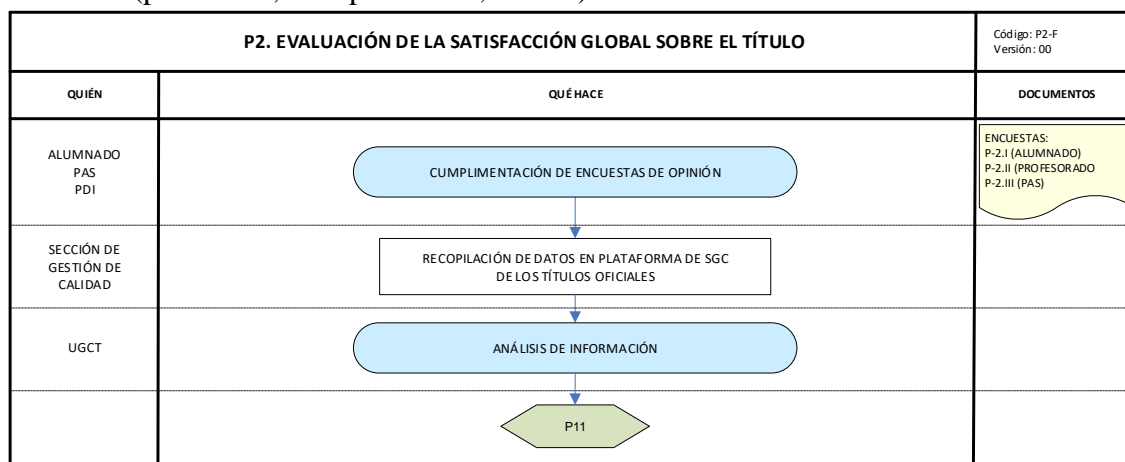 P2. EVALUACIÓN DE LA SATISFACCIÓN GLOBAL SOBRE EL TÍTULO
Código: P2-F
Versión: 00
QUIÉN
QUÉ HACE
DOCUMENTOS
ALUMNADO
PAS
PDI
CUMPLIMENTACIÓN DE ENCUESTAS DE OPINIÓN
ENCUESTAS:
P-2.I (ALUMNADO)
P-2.II (PROFESORADO
P-2.III (PAS)
SECCIÓN DE
GESTIÓN DE
CALIDAD
RECOPILACIÓN DE DATOS EN PLATAFORMA DE SGC
DE LOS TÍTULOS OFICIALES
UGCT
ANÁLISIS DE INFORMACIÓN
P11